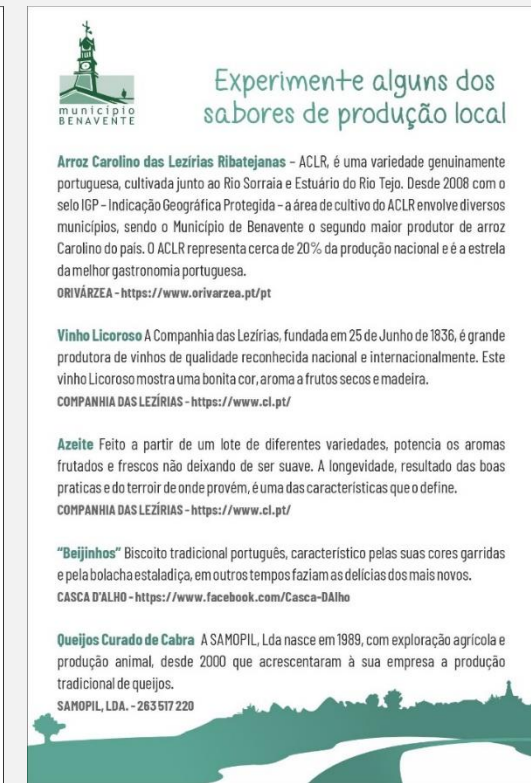 município
BENAVENTE
Experimente alguns dos
sabores de produção local
Arroz Carolino das Lezírias Ribatejanas – ACLR, é uma variedade genuinamente
portuguesa, cultivada junto ao Rio Sorraia e Estuário do Rio Tejo. Desde 2008 com o
selo IGP – Indicação Geográfica Protegida – a área de cultivo do ACLR envolve diversos
municípios, sendo o Município de Benavente o segundo maior produtor de arroz
Carolino do país. O ACLR representa cerca de 20% da produção nacional e é a estrela
da melhor gastronomia portuguesa.
ORIVÁRZEA - https://www.orivarzea.pt/pt
Vinho Licoroso A Companhia das Lezírias, fundada em 25 de Junho de 1836, é grande
produtora de vinhos de qualidade reconhecida nacional e internacionalmente. Este
vinho Licoroso mostra uma bonita cor, aroma a frutos secos e madeira.
COMPANHIA DAS LEZÍRIAS - https://www.cl.pt/
Azeite Feito a partir de um lote de diferentes variedades, potencia os aromas
frutados e frescos não deixando de ser suave. A longevidade, resultado das boas
praticas e do terroir de onde provém, é uma das características que o define.
COMPANHIA DAS LEZÍRIAS - https://www.cl.pt/
"Beijinhos" Biscoito tradicional português, característico pelas suas cores garridas
e pela bolacha estaladiça, em outros tempos faziam as delícias dos mais novos.
CASCA D'ALHO - https://www.facebook.com/Casca-DAlho
Queijos Curado de Cabra A SAMOPIL, Lda nasce em 1989, com exploração agrícola e
produção animal, desde 2000 que acrescentaram à sua empresa a produção
tradicional de queijos.
SAMOPIL, LDA. - 263 517 220